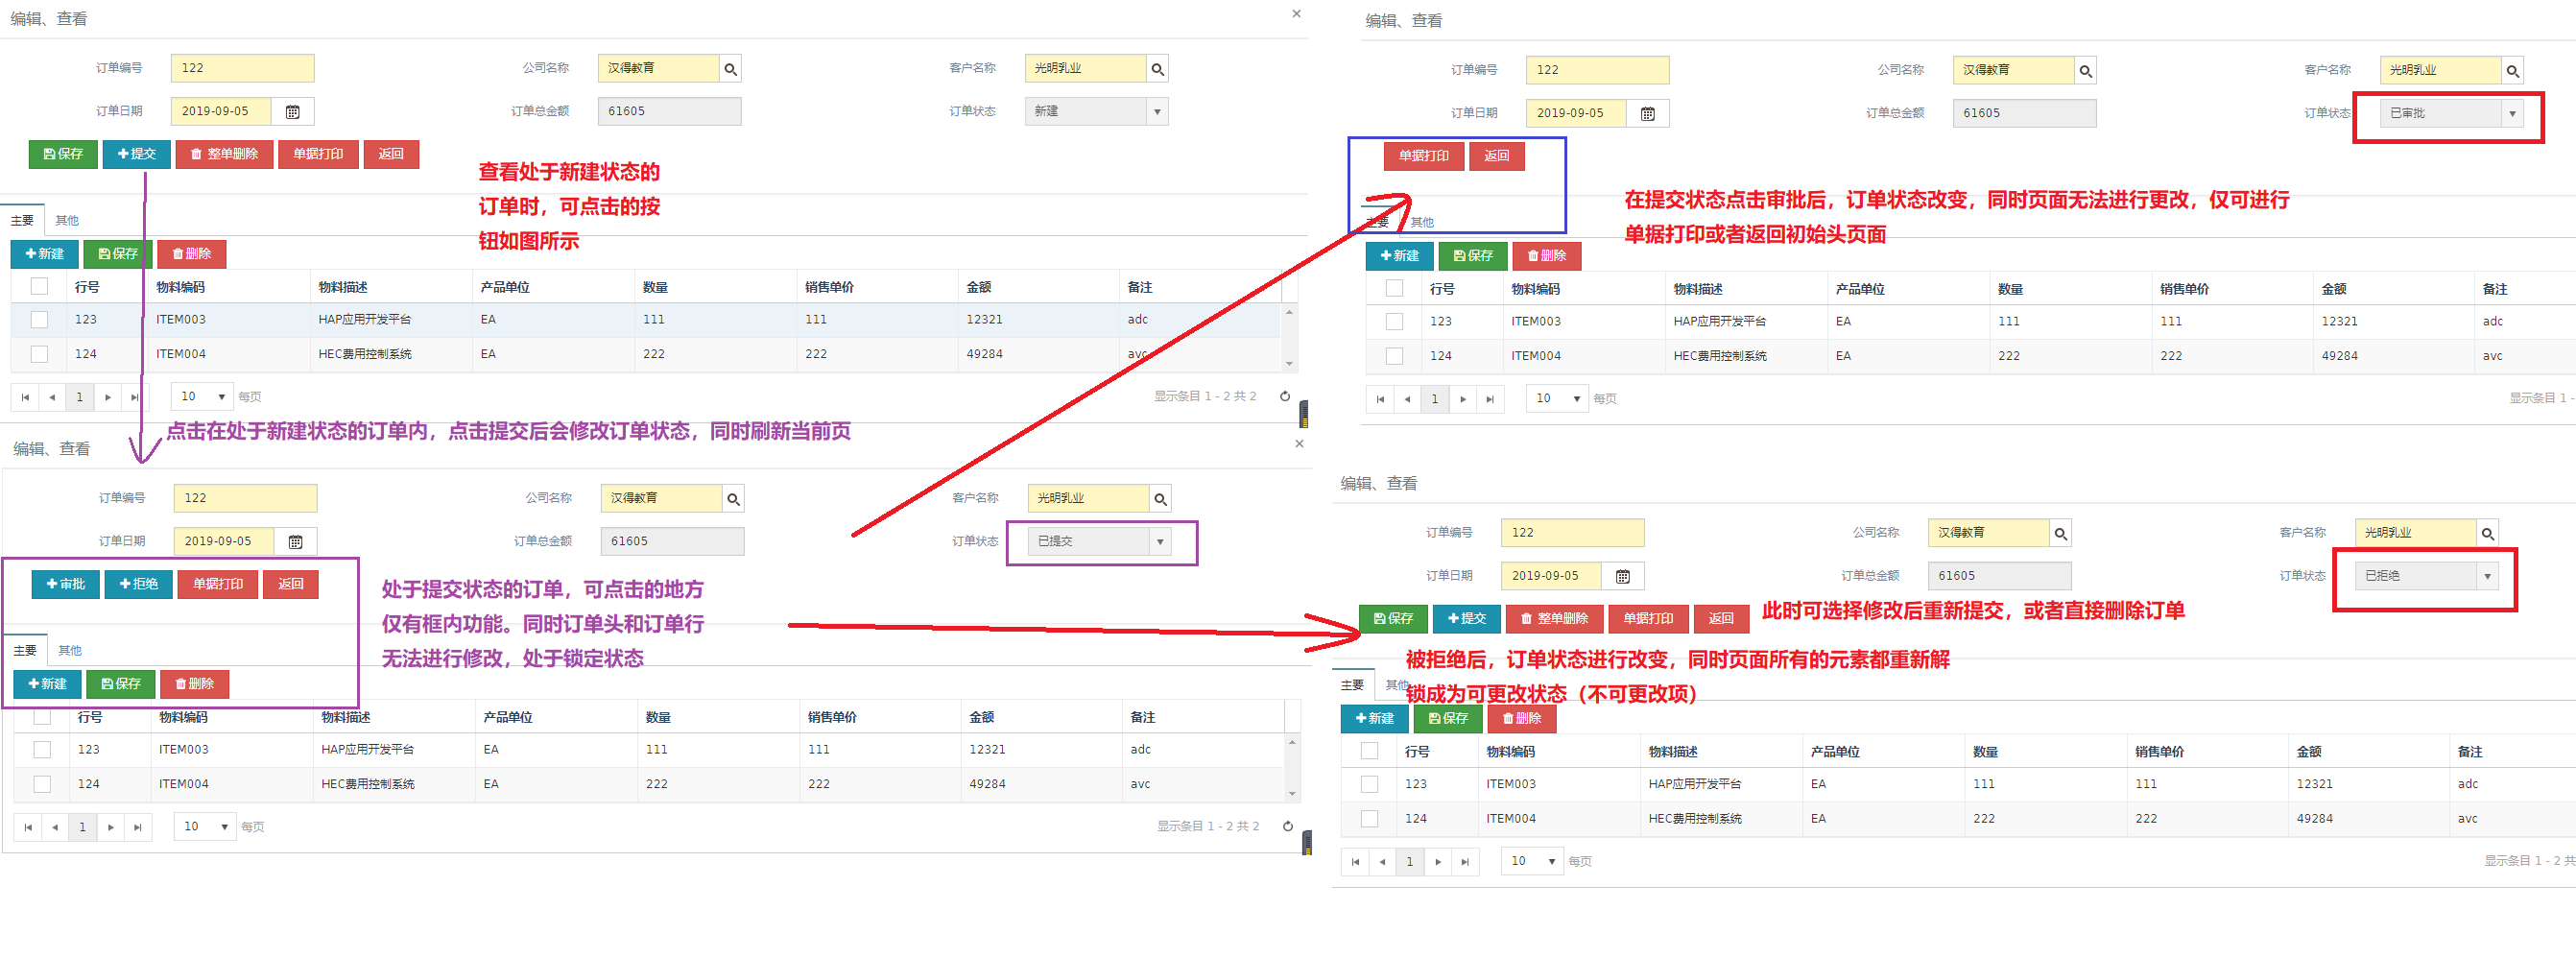 编辑、查看
×
订单编号 122 公司名称 汉得教育 客户名称 光明乳业
订单日期 2019-09-05 订单总金额 61605 订单状态 新建
保存 提交 整单删除 单据打印 返回
查看处于新建状态的
订单时，可点击的按
钮如图所示
主要 其他
新建 保存 删除
行号 物料编码 物料描述 产品单位 数量 销售单价 金额 备注
123 ITEM003 HAP应用开发平台 EA 111 111 12321 adc
124 ITEM004 HEC费用控制系统 EA 222 222 49284 avc
1 10 每页 显示条目 1 - 2 共 2
点击在处于新建状态的订单内，点击提交后会修改订单状态，同时刷新当前页
编辑、查看
×
订单编号 122 公司名称 汉得教育 客户名称 光明乳业
订单日期 2019-09-05 订单总金额 61605 订单状态 已提交
审批 拒绝 单据打印 返回
处于提交状态的订单，可点击的地方
仅有框内功能。同时订单头和订单行
无法进行修改，处于锁定状态
主要 其他
新建 保存 删除
行号 物料编码 物料描述 产品单位 数量 销售单价 金额 备注
123 ITEM003 HAP应用开发平台 EA 111 111 12321 adc
124 ITEM004 HEC费用控制系统 EA 222 222 49284 avc
1 10 每页 显示条目 1 - 2 共 2
编辑、查看
订单编号 122 公司名称 汉得教育 客户名称 光明乳业
订单日期 2019-09-05 订单总金额 61605 订单状态 已审批
单据打印 返回
在提交状态点击审批后，订单状态改变，同时页面无法进行更改，仅可进行
单据打印或者返回初始头页面
主要 其他
新建 保存 删除
行号 物料编码 物料描述 产品单位 数量 销售单价 金额 备注
123 ITEM003 HAP应用开发平台 EA 111 111 12321 adc
124 ITEM004 HEC费用控制系统 EA 222 222 49284 avc
1 10 每页 显示条目 1 -
编辑、查看
订单编号 122 公司名称 汉得教育 客户名称 光明乳业
订单日期 2019-09-05 订单总金额 61605 订单状态 已拒绝
保存 提交 整单删除 单据打印 返回 此时可选择修改后重新提交，或者直接删除订单
被拒绝后，订单状态进行改变，同时页面所有的元素都重新解
锁成为可更改状态（不可更改项）
主要 其他
新建 保存 删除
行号 物料编码 物料描述 产品单位 数量 销售单价 金额 备注
123 ITEM003 HAP应用开发平台 EA 111 111 12321 adc
124 ITEM004 HEC费用控制系统 EA 222 222 49284 avc
1 10 每页 显示条目 1 - 2 共